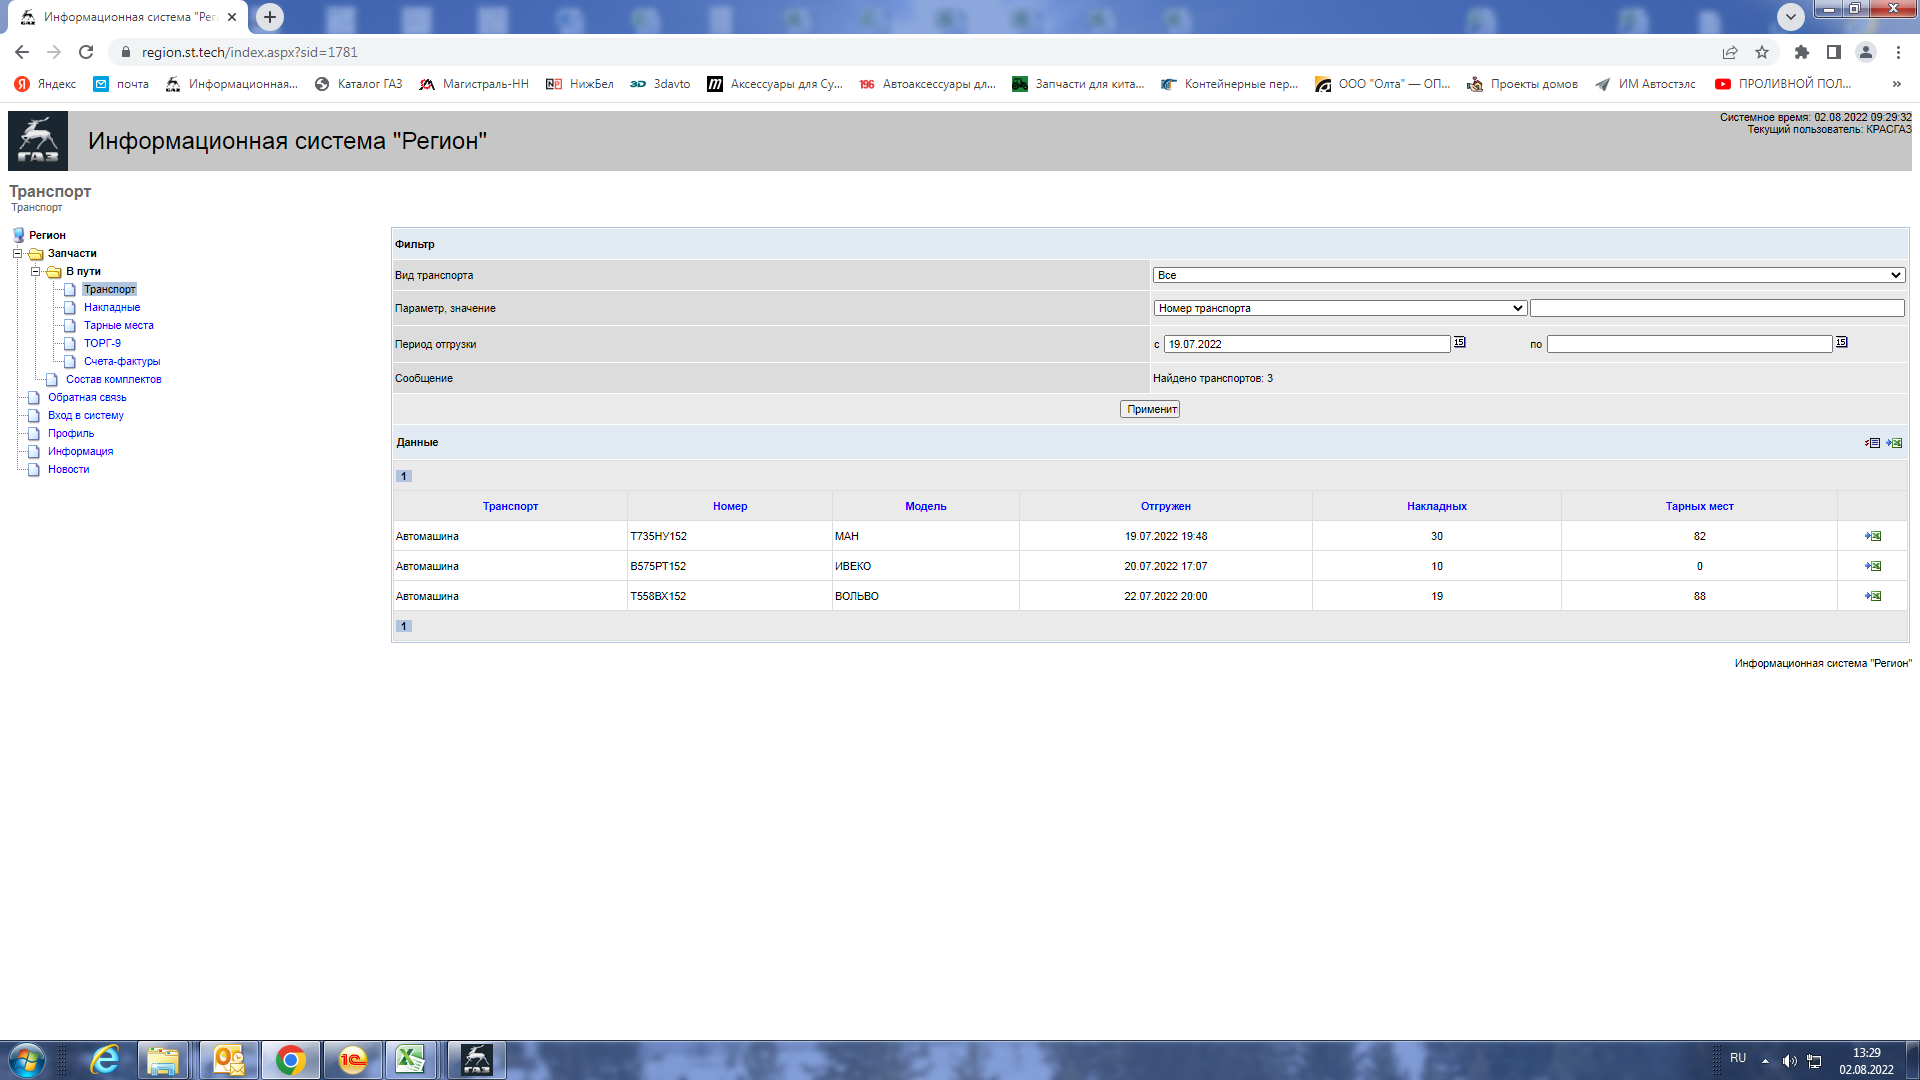 Информационная система "Рег
region.st.tech/index.aspx?sid=1781
Яндекс почта Информационная... Каталог ГАЗ Магистраль-НН НижБел 3davto Аксессуары для Су... Автоаксессуары дл... Запчасти для кита... Контейнерные пер... ООО "Олта" — ОП... Проекты домов ИМ Автостэлс ПРОЛИВНОЙ ПОЛ... »
ГАЗ
Информационная система "Регион"
Системное время: 02.08.2022 09:29:32
Текущий пользователь: КРАСГАЗ
Транспорт
Транспорт
Регион
Запчасти
В пути
Транспорт
Накладные
Тарные места
ТОРГ-9
Счета-фактуры
Состав комплектов
Обратная связь
Вход в систему
Профиль
Информация
Новости
Фильтр
Вид транспорта Все
Параметр, значение Номер транспорта
Период отгрузки с 19.07.2022 15 по 15
Сообщение Найдено транспортов: 3
Применит
Данные
1
Транспорт Номер Модель Отгружен Накладных Тарных мест
Автомашина Т735НУ152 МАН 19.07.2022 19:48 30 82
Автомашина В575РТ152 ИВЕКО 20.07.2022 17:07 10 0
Автомашина Т558ВХ152 ВОЛЬВО 22.07.2022 20:00 19 88
1
Информационная система "Регион"
RU
13:29
02.08.2022